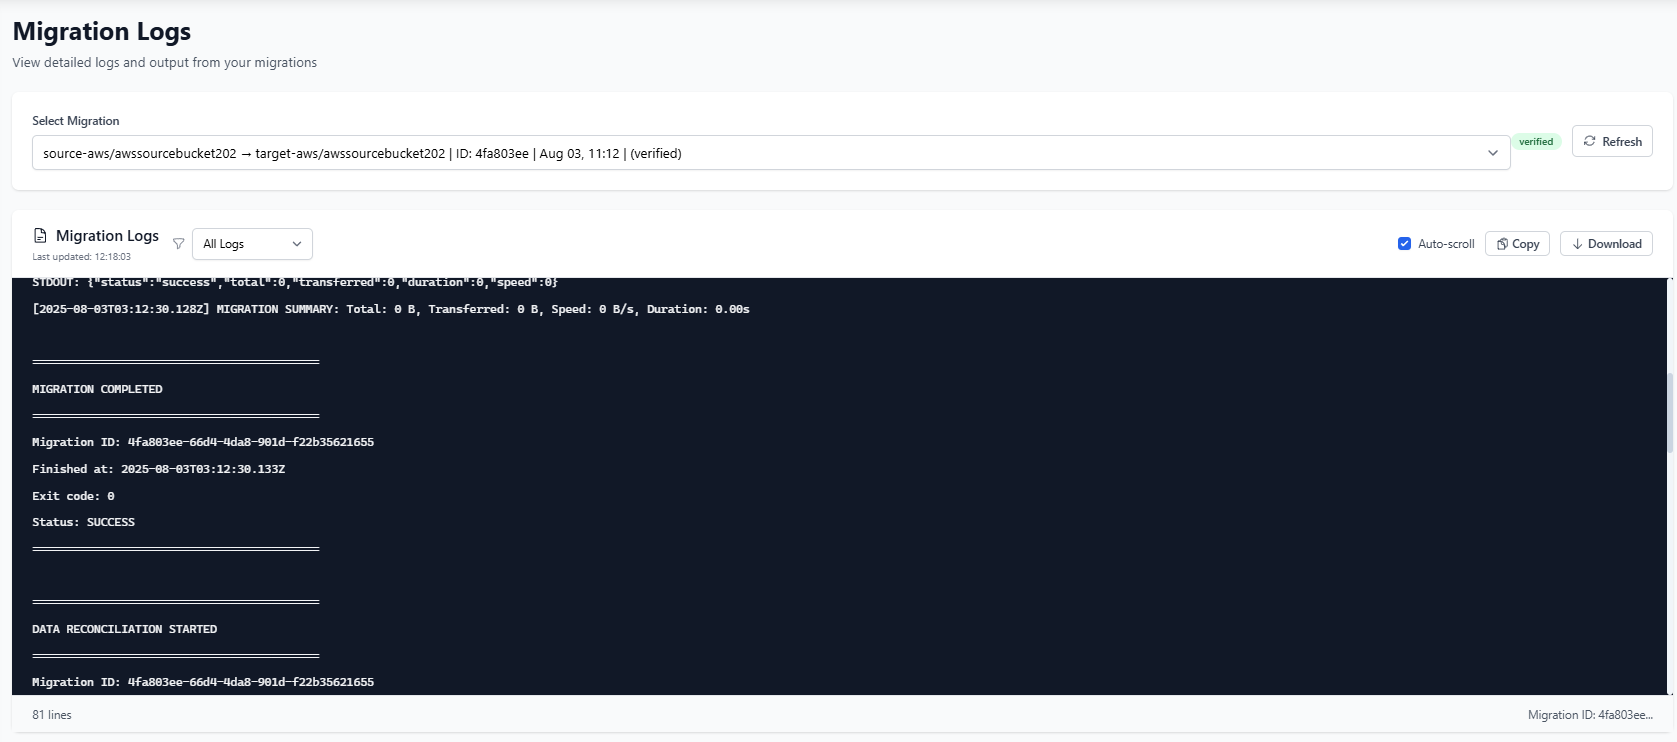 Migration Logs
View detailed logs and output from your migrations
Select Migration
source-aws/awssourcebucket202 → target-aws/awssourcebucket202 | ID: 4fa803ee | Aug 03, 11:12 | (verified)
verified
Refresh
Migration Logs
Last updated: 12:18:03
All Logs
Auto-scroll
Copy
Download
STDOUT: {"status":"success","total":0,"transferred":0,"duration":0,"speed":0}
[2025-08-03T03:12:30.128Z] MIGRATION SUMMARY: Total: 0 B, Transferred: 0 B, Speed: 0 B/s, Duration: 0.00s
==========================================
MIGRATION COMPLETED
==========================================
Migration ID: 4fa803ee-66d4-4da8-901d-f22b35621655
Finished at: 2025-08-03T03:12:30.133Z
Exit code: 0
Status: SUCCESS
==========================================
==========================================
DATA RECONCILIATION STARTED
==========================================
Migration ID: 4fa803ee-66d4-4da8-901d-f22b35621655
81 lines
Migration ID: 4fa803ee...